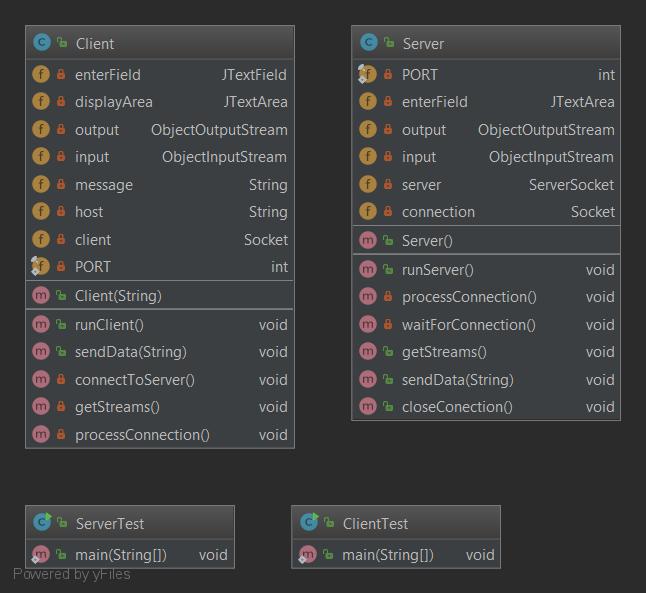 Client
enterField JTextField
displayArea JTextArea
output ObjectOutputStream
input ObjectInputStream
message String
host String
client Socket
PORT int
Client(String)
runClient() void
sendData(String) void
connectToServer() void
getStreams() void
processConnection() void
Server
PORT int
enterField JTextArea
output ObjectOutputStream
input ObjectInputStream
server ServerSocket
connection Socket
Server()
runServer() void
processConnection() void
waitForConnection() void
getStreams() void
sendData(String) void
closeConection() void
ServerTest
main(String[]) void
ClientTest
main(String[]) void
Powered by yFiles